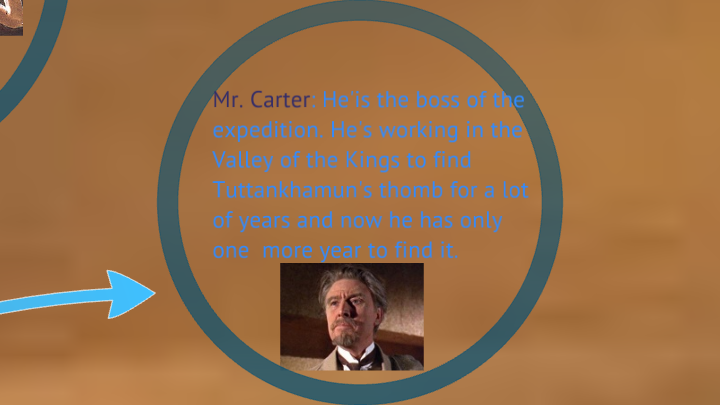 Mr. Carter: He is the boss of the
expedition. He's working in the
Valley of the Kings to find
Tuttankhamun's thomb for a lot
of years and now he has only
one more year to find it.